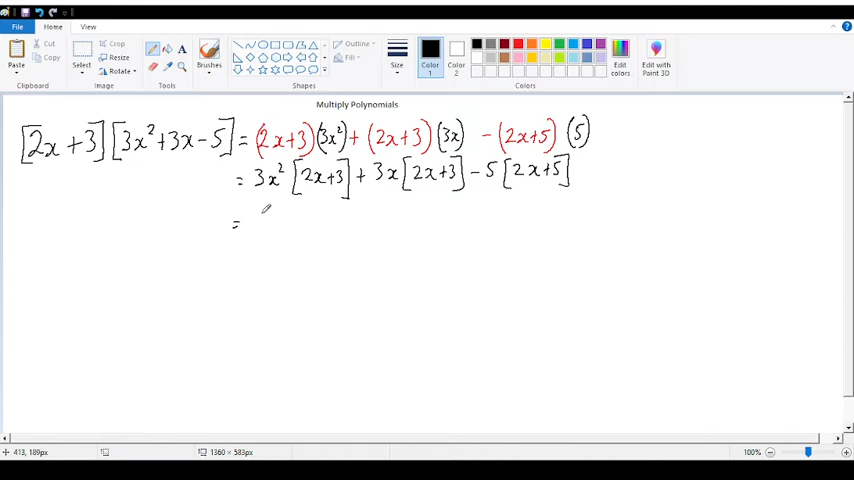 File Home View
Cut
Copy
Paste
Clipboard
Select
Crop
Resize
Rotate
Image
A
Tools
Brushes
Outline
Fill
Shapes
Size
Color 1
Color 2
Colors
Edit colors
Edit with Paint 3D
Multiply Polynomials
[2x + 3] [3x² + 3x - 5] = (2x+3) (3x²) + (2x+3) (3x) - (2x+5) (5)
= 3x² [2x+3] + 3x [2x+3] - 5 [2x+5]
=
413, 189px
1360 × 583px
100%